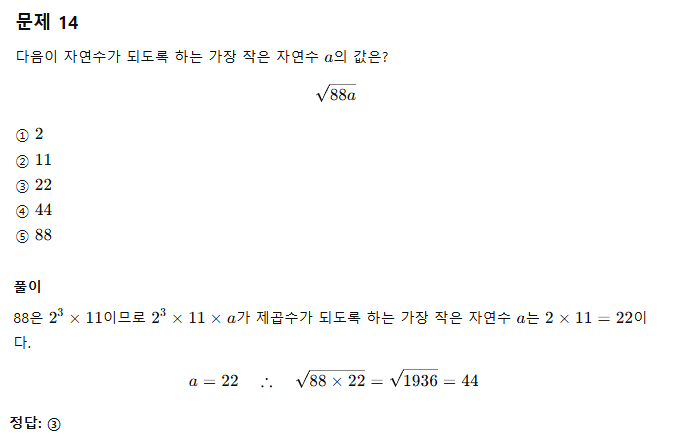 문제 14
다음이 자연수가 되도록 하는 가장 작은 자연수 a의 값은?
√88a
① 2
② 11
③ 22
④ 44
⑤ 88
풀이
88은 2³ × 11이므로 2³ × 11 × a가 제곱수가 되도록 하는 가장 작은 자연수 a는 2 × 11 = 22이
다.
a = 22 ∴ √88 × 22 = √1936 = 44
정답: ③